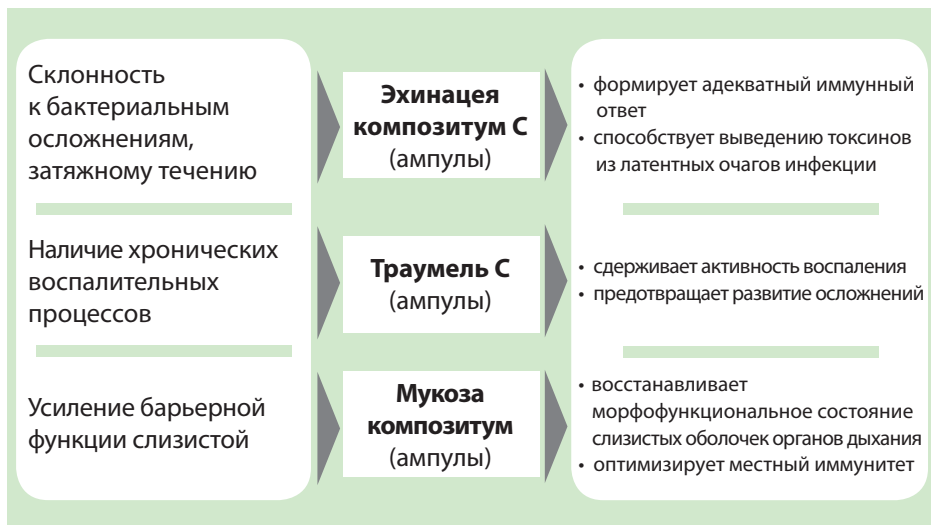 Склонность
к бактериальным
осложнениям,
затяжному течению
Эхинацея
композитум С
(ампулы)
• формирует адекватный иммунный
ответ
• способствует выведению токсинов
из латентных очагов инфекции
Наличие хронических
воспалительных
процессов
Траумель С
(ампулы)
• сдерживает активность воспаления
• предотвращает развитие осложнений
Усиление барьерной
функции слизистой
Мукоза
композитум
(ампулы)
• восстанавливает
морфофункциональное состояние
слизистых оболочек органов дыхания
• оптимизирует местный иммунитет